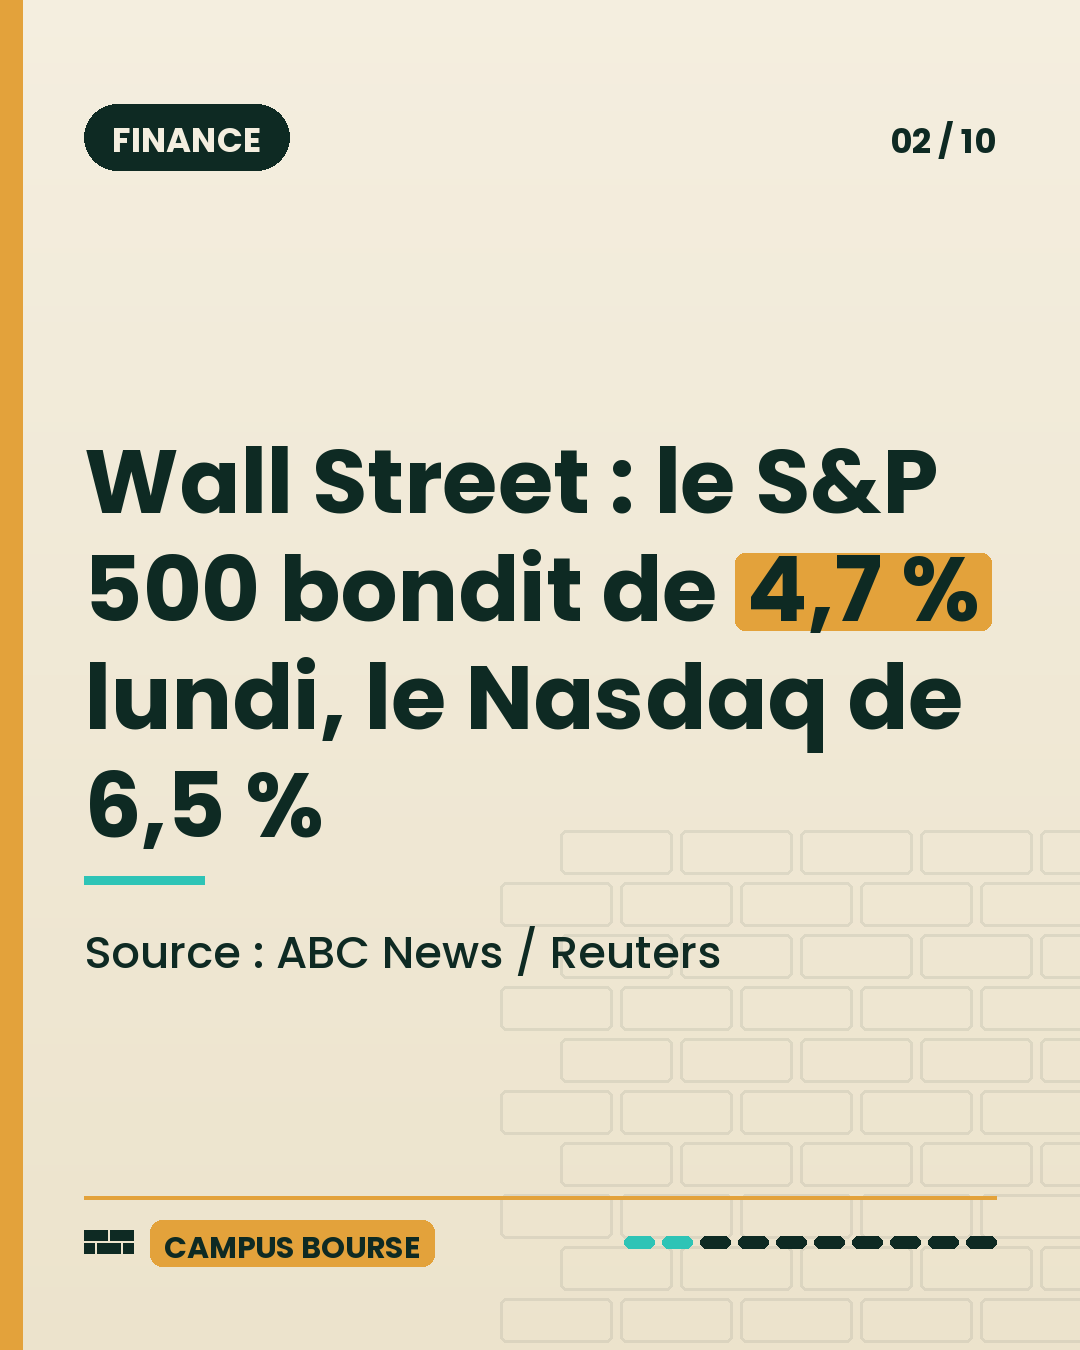 FINANCE
02 / 10
Wall Street : le S&P
500 bondit de 4,7 %
lundi, le Nasdaq de
6,5 %
Source : ABC News / Reuters
CAMPUS BOURSE